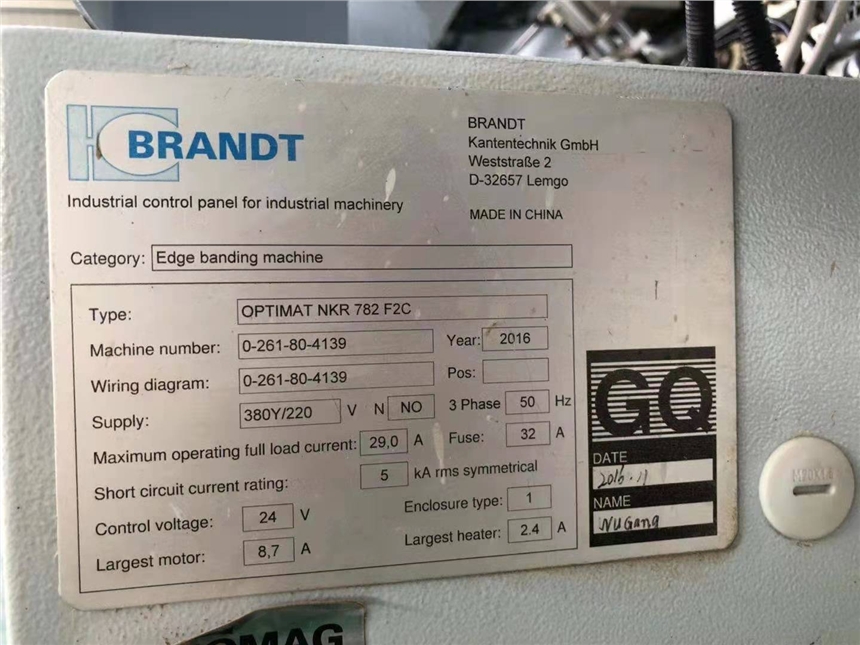 BRANDT
BRANDT
Kantentechnik GmbH
Weststraße 2
D-32657 Lemgo
Industrial control panel for industrial machinery
MADE IN CHINA
Category: Edge banding machine
Type: OPTIMAT NKR 782 F2C
Machine number: 0-261-80-4139 Year: 2016
Wiring diagram: 0-261-80-4139 Pos:
Supply: 380Y/220 V N NO 3 Phase 50 Hz
Maximum operating full load current: 29,0 A Fuse: 32 A
Short circuit current rating: 5 kA rms symmetrical
Control voltage: 24 V Enclosure type: 1
Largest motor: 8,7 A Largest heater: 2.4 A
GQ
DATE
2016.11
NAME
NU Gang
OMAG